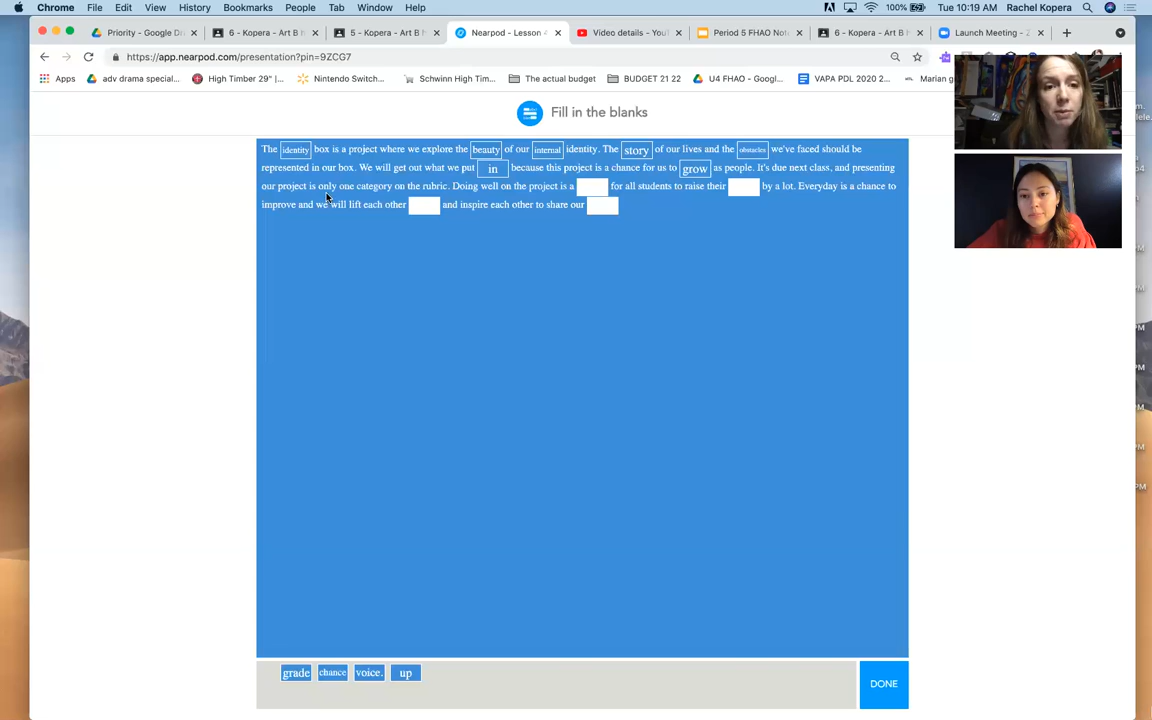 Chrome File Edit View History Bookmarks People Tab Window Help 100% Tue 10:19 AM Rachel Kopera
Priority - Google Dr 6 - Kopera - Art B H 5 - Kopera - Art B H Nearpod - Lesson 4 Video details - YouT Period 5 FHAO Not 6 - Kopera - Art B H Launch Meeting - Z
https://app.nearpod.com/presentation?pin=9ZCG7
Apps adv drama special... High Timber 29" |... Nintendo Switch... Schwinn High Tim... The actual budget BUDGET 21 22 U4 FHAO - Googl... VAPA PDL 2020 2... Marian g
Fill in the blanks
The identity box is a project where we explore the beauty of our internal identity. The story of our lives and the obstacles we've faced should be
represented in our box. We will get out what we put in because this project is a chance for us to grow as people. It's due next class, and presenting
our project is only one category on the rubric. Doing well on the project is a for all students to raise their by a lot. Everyday is a chance to
improve and we will lift each other and inspire each other to share our
grade chance voice. up
DONE